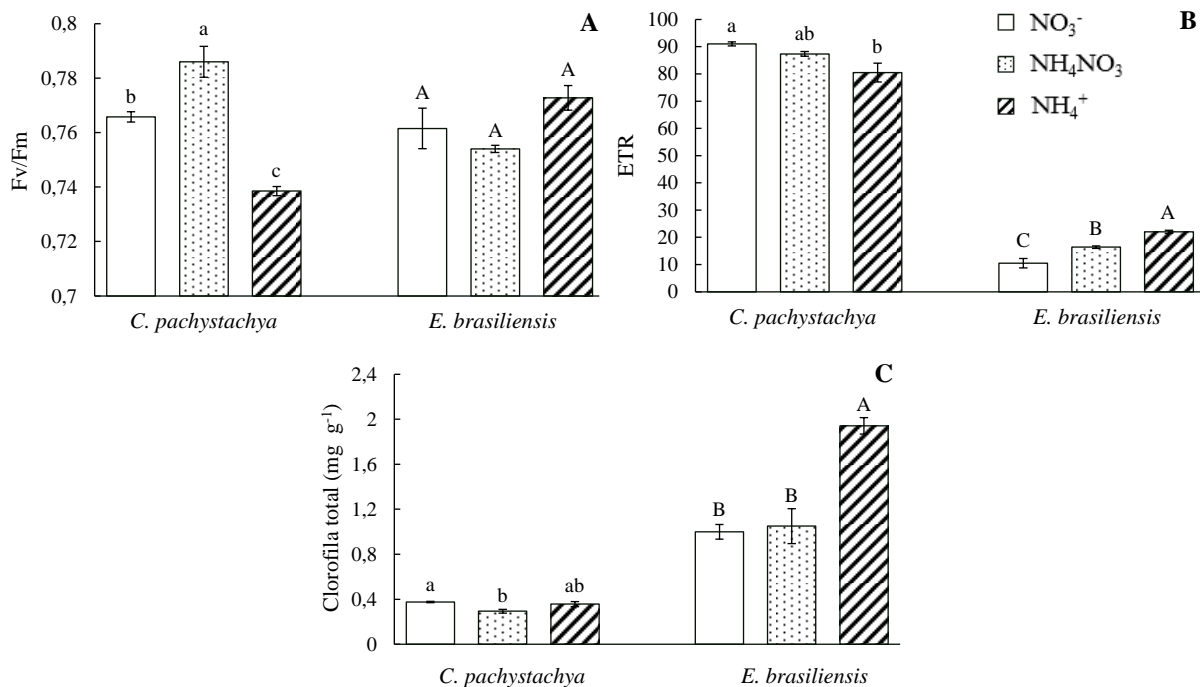 A
Fv/Fm
0,8
0,78
0,76
0,74
0,72
0,7
b
a
c
A
A
A
C. pachystachya
E. brasiliensis
B
ETR
100
90
80
70
60
50
40
30
20
10
0
a
ab
b
C
B
A
C. pachystachya
E. brasiliensis
NO₃⁻
NH₄NO₃
NH₄⁺
C
Clorofila total (mg g⁻¹)
2,4
2
1,6
1,2
0,8
0,4
0
a
b
ab
B
B
A
C. pachystachya
E. brasiliensis